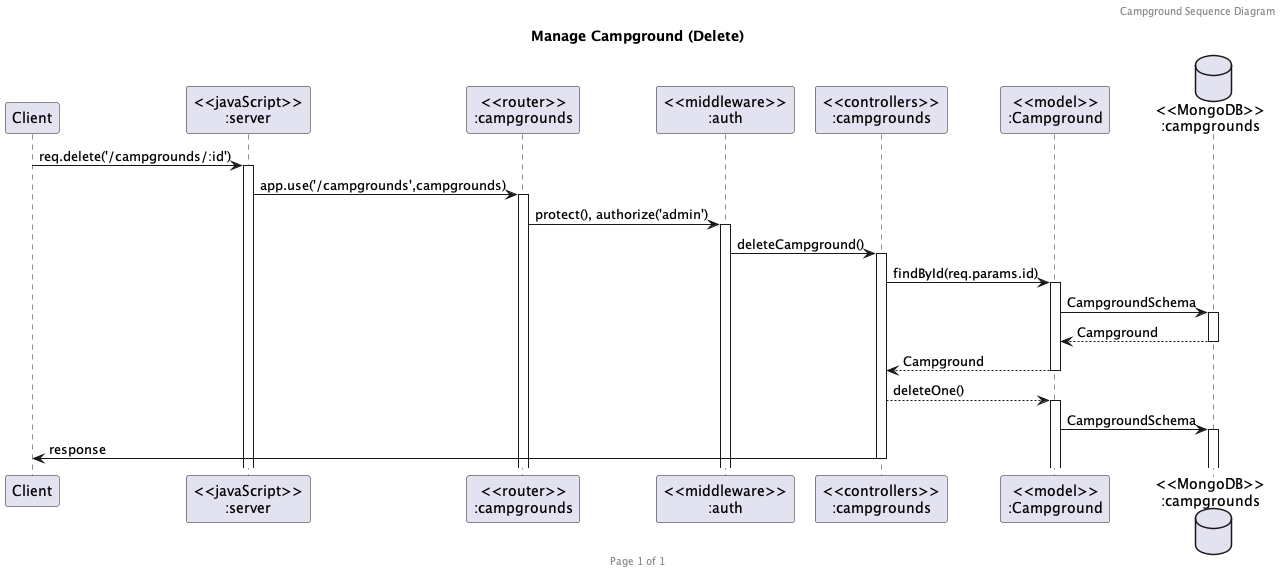 Campground Sequence Diagram
Manage Campground (Delete)
Client
<<javaScript>>
:server
<<router>>
:campgrounds
<<middleware>>
:auth
<<controllers>>
:campgrounds
<<model>>
:Campground
<<MongoDB>>
:campgrounds
req.delete('/campgrounds/:id')
app.use('/campgrounds',campgrounds)
protect(), authorize('admin')
deleteCampground()
findById(req.params.id)
CampgroundSchema
Campground
Campground
deleteOne()
CampgroundSchema
response
Client
<<javaScript>>
:server
<<router>>
:campgrounds
<<middleware>>
:auth
<<controllers>>
:campgrounds
<<model>>
:Campground
<<MongoDB>>
:campgrounds
Page 1 of 1